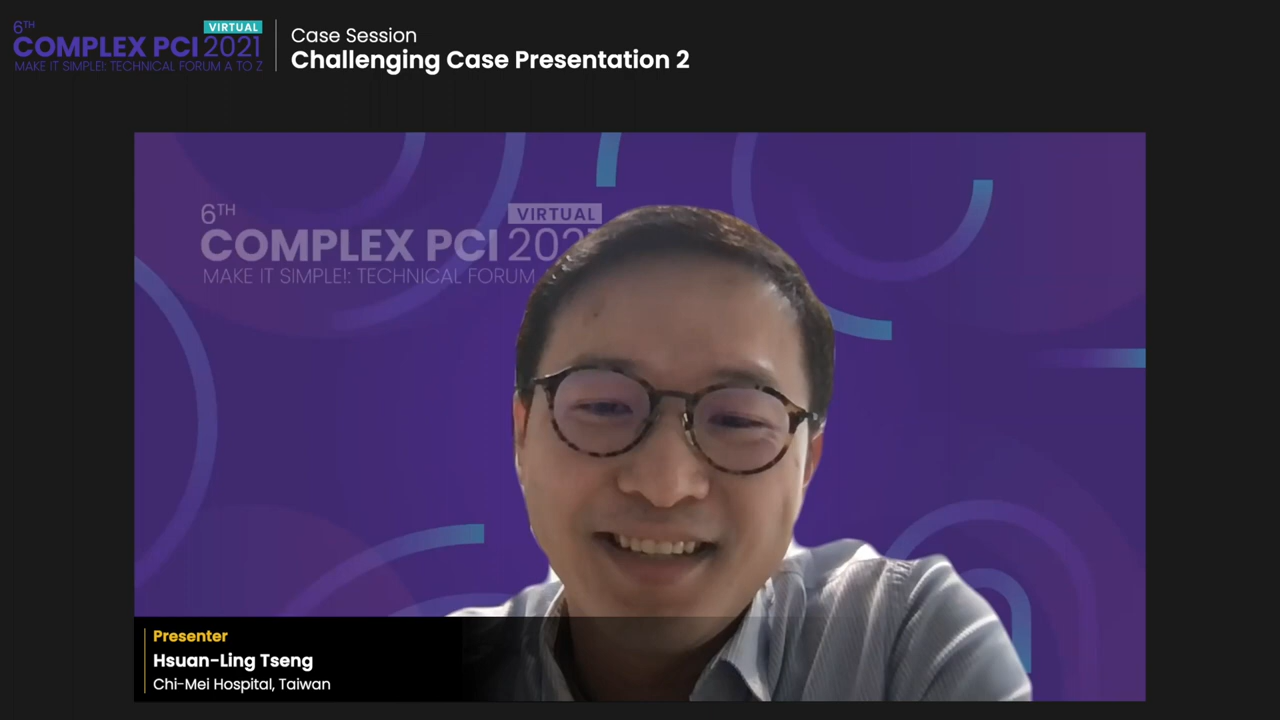 6TH VIRTUAL
COMPLEX PCI 2021
MAKE IT SIMPLE!: TECHNICAL FORUM A TO Z
Case Session
Challenging Case Presentation 2
6TH VIRTUAL
COMPLEX PCI 202
MAKE IT SIMPLE!: TECHNICAL FORUM
Presenter
Hsuan-Ling Tseng
Chi-Mei Hospital, Taiwan